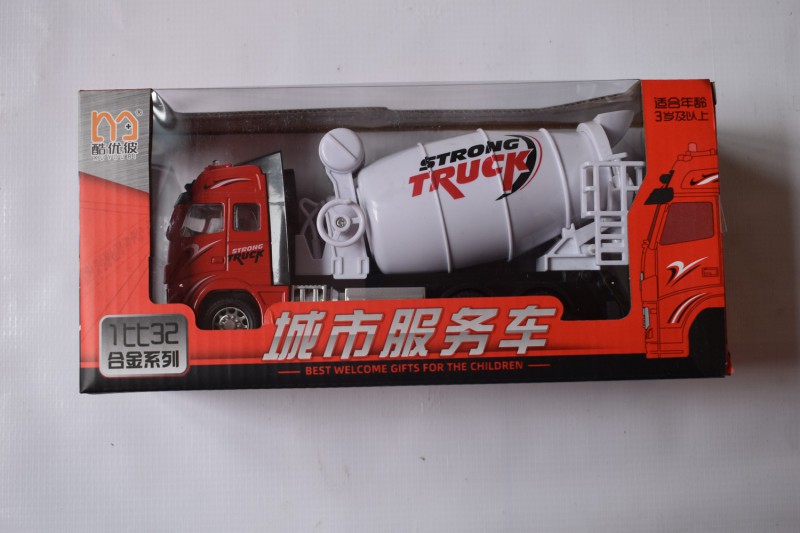 酷优彼
KUYOUBI
适合年龄
3岁及以上
STRONG
TRUCK
STRONG
TRUCK
1比32
合金系列
城市服务车
BEST WELCOME GIFTS FOR THE CHILDREN